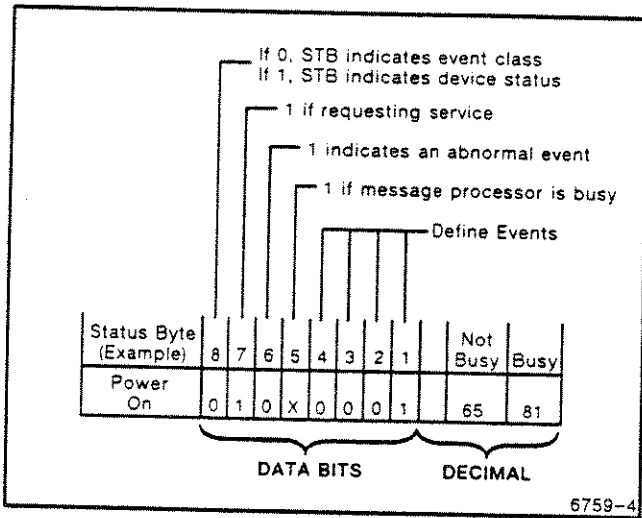 If 0, STB indicates event class
If 1, STB indicates device status
1 if requesting service
1 indicates an abnormal event
1 if message processor is busy
Define Events
Status Byte (Example) 8 7 6 5 4 3 2 1 Not Busy Busy
Power On 0 1 0 X 0 0 0 1 65 81
DATA BITS DECIMAL
6759-4